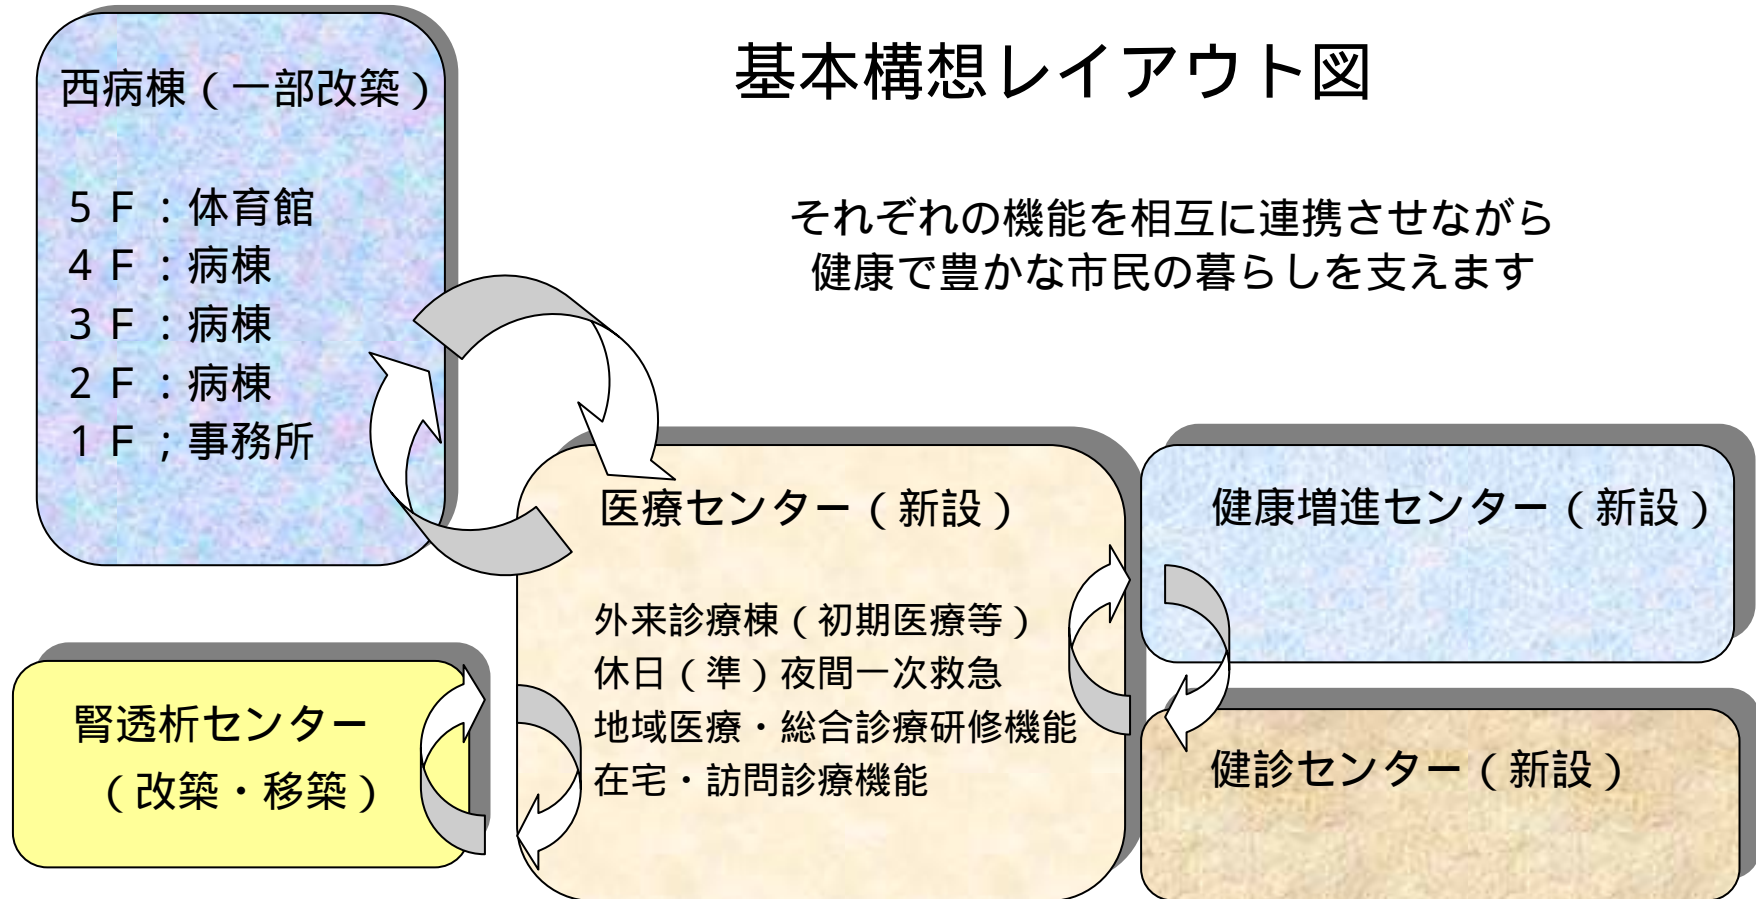 基本構想レイアウト図
それぞれの機能を相互に連携させながら
健康で豊かな市民の暮らしを支えます
西病棟（一部改築）
５Ｆ：体育館
４Ｆ：病棟
３Ｆ：病棟
２Ｆ：病棟
１Ｆ；事務所
医療センター（新設）
外来診療棟（初期医療等）
休日（準）夜間一次救急
地域医療・総合診療研修機能
在宅・訪問診療機能
健康増進センター（新設）
健診センター（新設）
腎透析センター
（改築・移築）